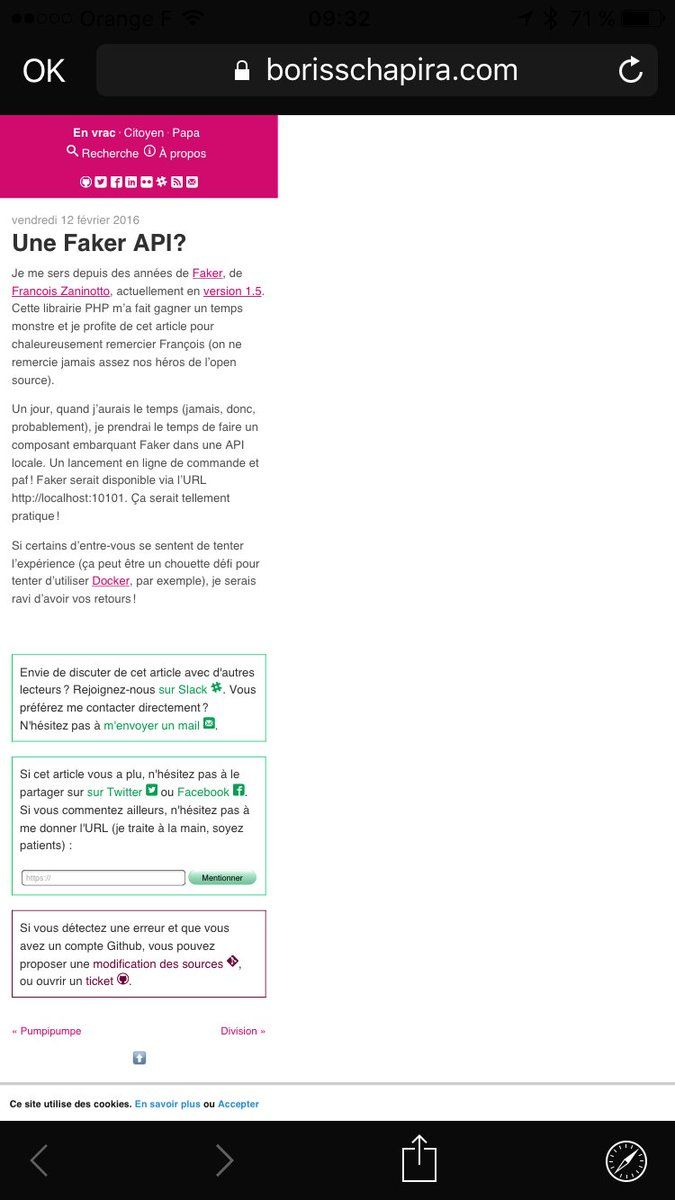 Orange F 09:32 71 %
OK borisschapira.com
En vrac · Citoyen · Papa
Recherche À propos
vendredi 12 février 2016
Une Faker API?
Je me sers depuis des années de Faker, de
Francois Zaninotto, actuellement en version 1.5.
Cette librairie PHP m’a fait gagner un temps
monstre et je profite de cet article pour
chaleureusement remercier François (on ne
remercie jamais assez nos héros de l’open
source).
Un jour, quand j’aurais le temps (jamais, donc,
probablement), je prendrai le temps de faire un
composant embarquant Faker dans une API
locale. Un lancement en ligne de commande et
paf ! Faker serait disponible via l’URL
http://localhost:10101. Ça serait tellement
pratique !
Si certains d’entre-vous se sentent de tenter
l’expérience (ça peut être un chouette défi pour
tenter d’utiliser Docker, par exemple), je serais
ravi d’avoir vos retours !
Envie de discuter de cet article avec d'autres
lecteurs ? Rejoignez-nous sur Slack . Vous
préférez me contacter directement ?
N'hésitez pas à m'envoyer un mail .
Si cet article vous a plu, n'hésitez pas à le
partager sur sur Twitter ou Facebook .
Si vous commentez ailleurs, n'hésitez pas à
me donner l'URL (je traite à la main, soyez
patients) :
https:// Mentionner
Si vous détectez une erreur et que vous
avez un compte Github, vous pouvez
proposer une modification des sources ,
ou ouvrir un ticket .
« Pumpipumpe Division »
Ce site utilise des cookies. En savoir plus ou Accepter